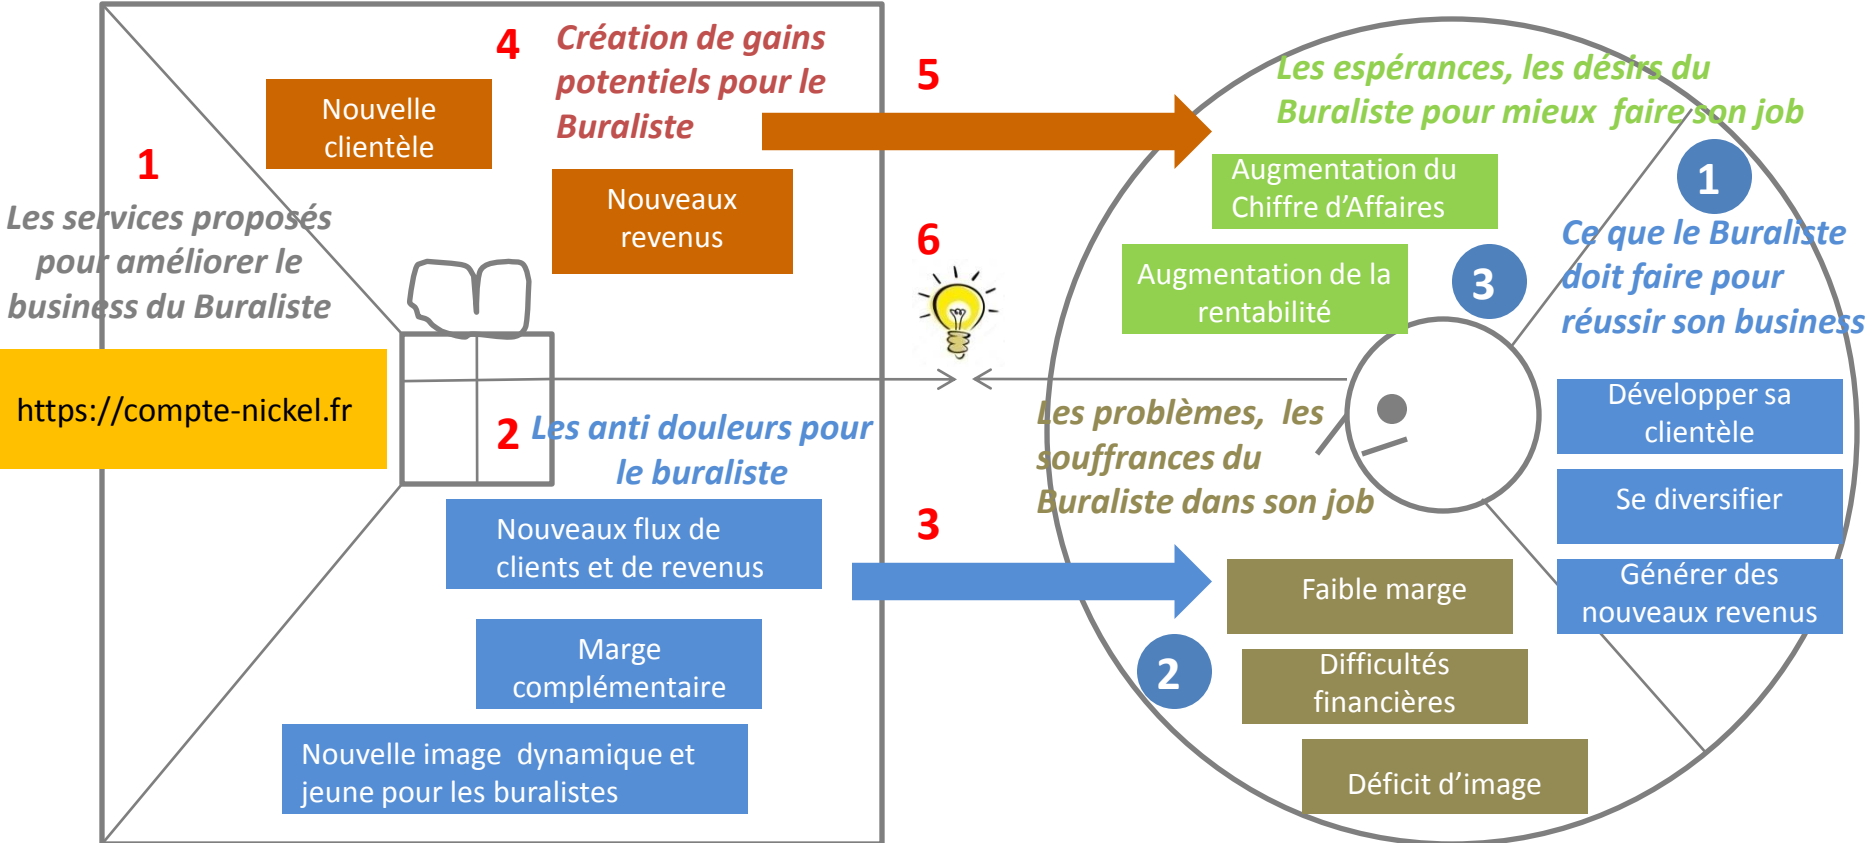 4
Création de gains
potentiels pour le
Buraliste
Nouvelle
clientèle
Nouveaux
revenus
1
Les services proposés
pour améliorer le
business du Buraliste
https://compte-nickel.fr
2
Les anti douleurs pour
le buraliste
Nouveaux flux de
clients et de revenus
Marge
complémentaire
Nouvelle image dynamique et
jeune pour les buralistes
5
6
3
Les espérances, les désirs du
Buraliste pour mieux faire son job
Augmentation du
Chiffre d’Affaires
Augmentation de la
rentabilité
3
1
Ce que le Buraliste
doit faire pour
réussir son business
Développer sa
clientèle
Se diversifier
Générer des
nouveaux revenus
Les problèmes, les
souffrances du
Buraliste dans son job
2
Faible marge
Difficultés
financières
Déficit d’image